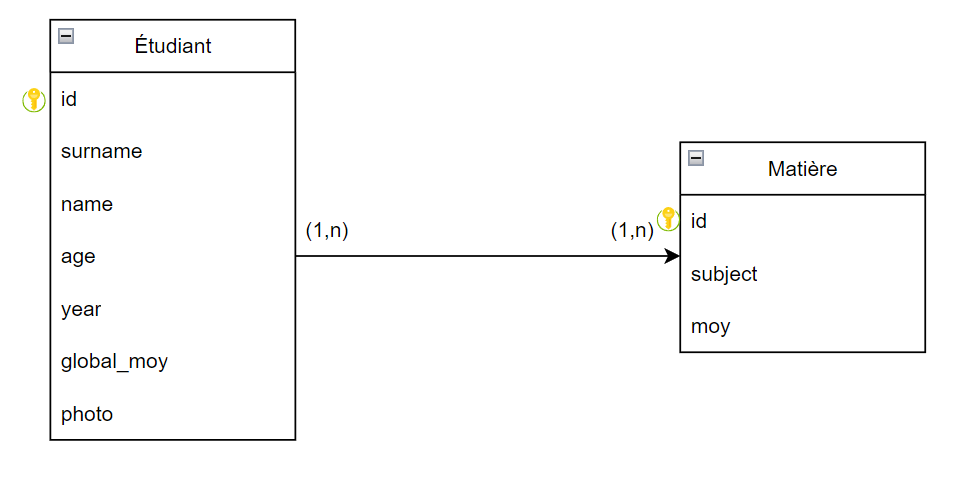 Étudiant
id
surname
name
age
year
global_moy
photo
(1,n)
(1,n)
Matière
id
subject
moy